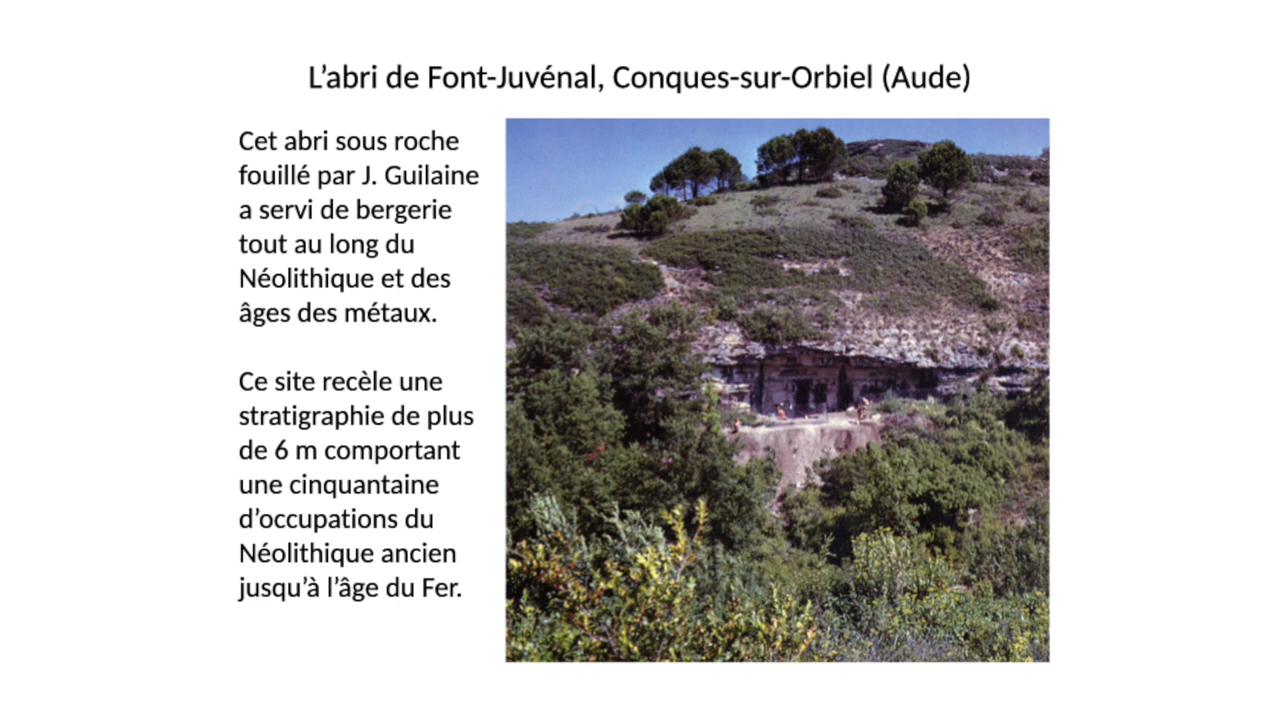 L’abri de Font-Juvénal, Conques-sur-Orbiel (Aude)
Cet abri sous roche
fouillé par J. Guilaine
a servi de bergerie
tout au long du
Néolithique et des
âges des métaux.
Ce site recèle une
stratigraphie de plus
de 6 m comportant
une cinquantaine
d’occupations du
Néolithique ancien
jusqu’à l’âge du Fer.